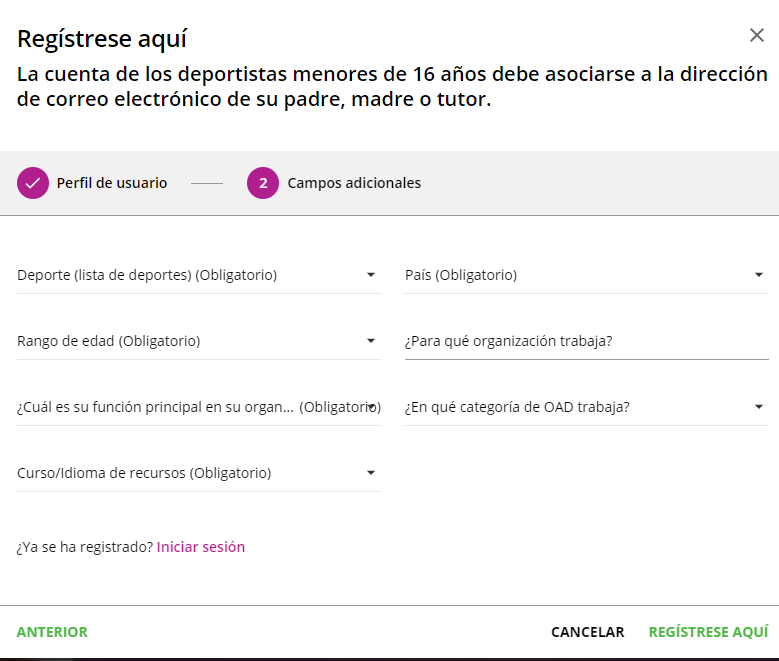 Regístrese aquí
La cuenta de los deportistas menores de 16 años debe asociarse a la dirección
de correo electrónico de su padre, madre o tutor.
Perfil de usuario
2 Campos adicionales
Deporte (lista de deportes) (Obligatorio)
País (Obligatorio)
Rango de edad (Obligatorio)
¿Para qué organización trabaja?
¿Cuál es su función principal en su organ... (Obligatorio)
¿En qué categoría de OAD trabaja?
Curso/Idioma de recursos (Obligatorio)
¿Ya se ha registrado? Iniciar sesión
ANTERIOR
CANCELAR
REGÍSTRESE AQUÍ